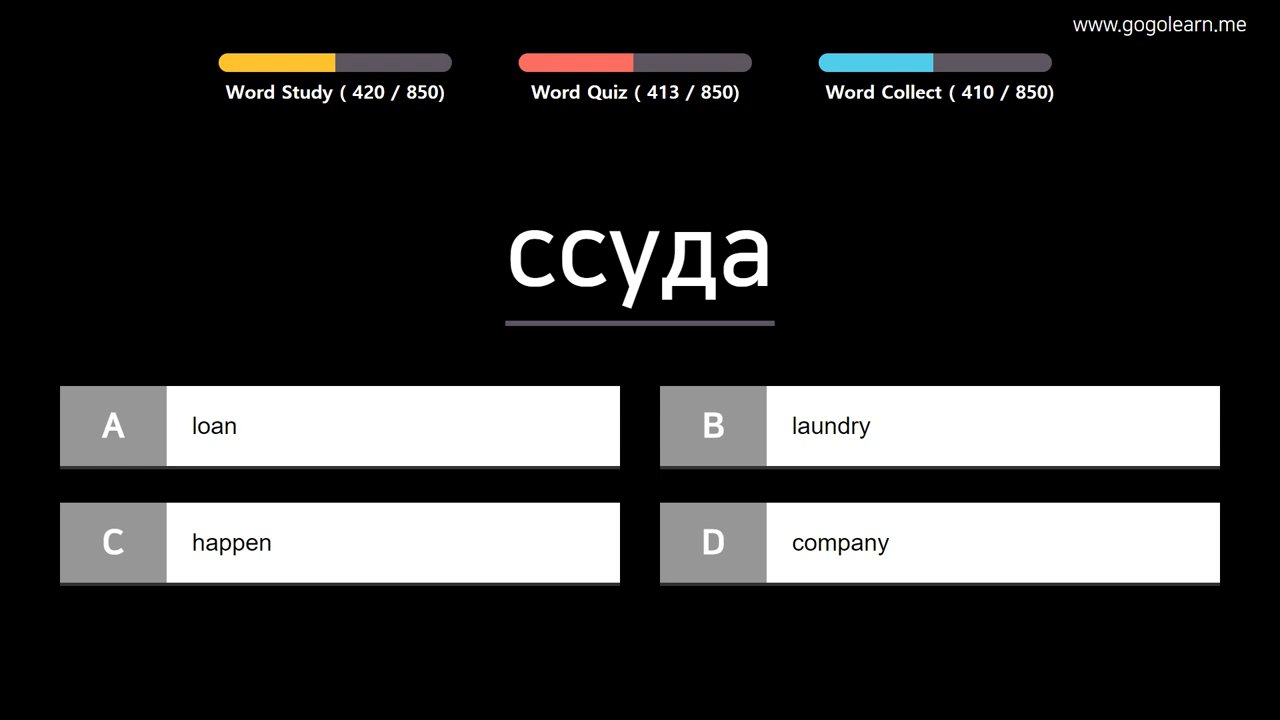 www.gogolearn.me
Word Study ( 420 / 850)
Word Quiz ( 413 / 850)
Word Collect ( 410 / 850)
ссуда
A loan
B laundry
C happen
D company